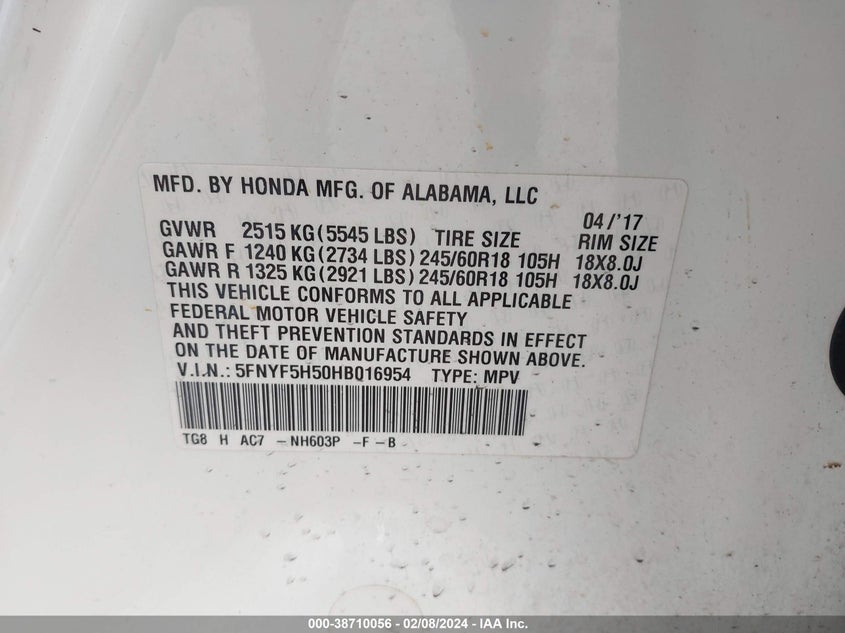 MFD. BY HONDA MFG. OF ALABAMA, LLC
04/'17
GVWR 2515 KG(5545 LBS) TIRE SIZE RIM SIZE
GAWR F 1240 KG(2734 LBS) 245/60R18 105H 18X8.0J
GAWR R 1325 KG(2921 LBS) 245/60R18 105H 18X8.0J
THIS VEHICLE CONFORMS TO ALL APPLICABLE
FEDERAL MOTOR VEHICLE SAFETY
AND THEFT PREVENTION STANDARDS IN EFFECT
ON THE DATE OF MANUFACTURE SHOWN ABOVE.
V.I.N.: 5FNYF5H50HB016954 TYPE: MPV
TG8 H AC7 -NH603P -F -B
000-38710056 — 02/08/2024 — IAA Inc.